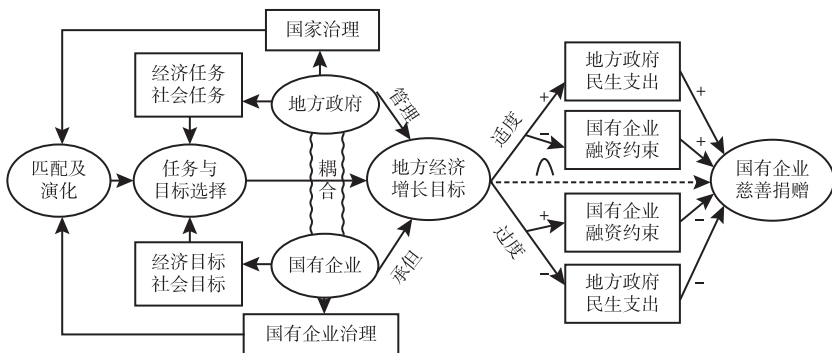 国家治理
经济任务
社会任务
地方政府
管理
匹配及
演化
任务与
目标选择
耦
合
地方经济
增长目标
经济目标
社会目标
国有企业
承但
国有企业治理
适度
+
−
地方政府
民生支出
+
国有企业
融资约束
+
国有企业
慈善捐赠
过度
+
−
国有企业
融资约束
−
地方政府
民生支出
−